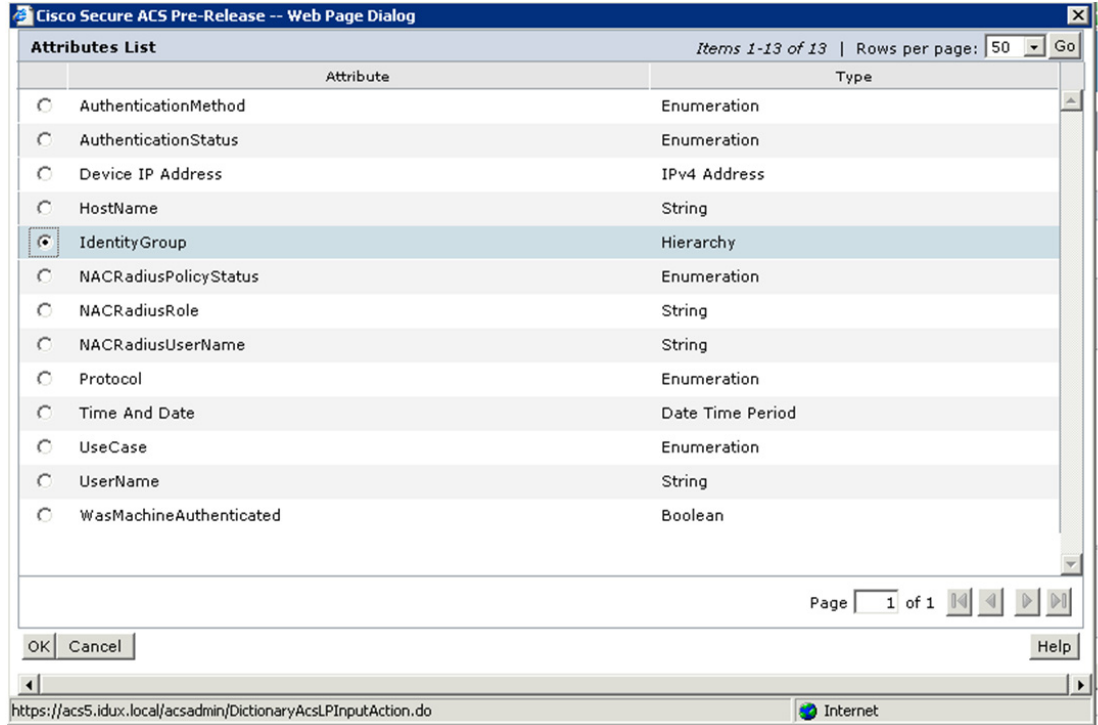 Cisco Secure ACS Pre-Release -- Web Page Dialog
Attributes List Items 1-13 of 13 | Rows per page: 50 Go
Attribute Type
AuthenticationMethod Enumeration
AuthenticationStatus Enumeration
Device IP Address IPv4 Address
HostName String
IdentityGroup Hierarchy
NACRadiusPolicyStatus Enumeration
NACRadiusRole String
NACRadiusUserName String
Protocol Enumeration
Time And Date Date Time Period
UseCase Enumeration
UserName String
WasMachineAuthenticated Boolean
Page 1 of 1
OK Cancel Help
https://acs5.idux.local/acsadmin/DictionaryAcsLPInputAction.do Internet